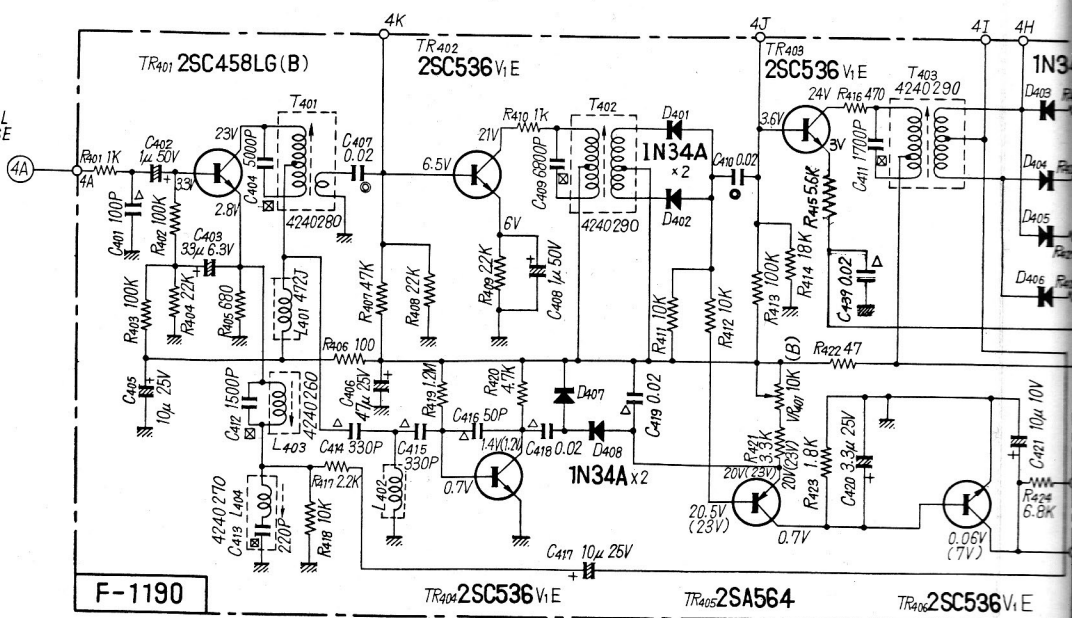 4K
4J
4I
4H
TR401 2SC458LG(B)
TR402
2SC536 V1E
TR403
2SC536 V1E
1N34
24V
R416 470
T403
4240290
D403
T401
L
SE
23V
C404 5000P
C407
0.02
R410 1K
21V
T402
D401
1N34A
×2
C410 0.02
3.6V
3V
C411 1700P
4A
R401 1K
4A
C402
1μ 50V
3.3V
6.5V
C409 6800P
D402
D404
2.8V
4240280
6V
4240290
R415 5.6K
C401 100P
R402 100K
C403
33μ 6.3V
R409 22K
C408 1μ 50V
R414 18K
D405
R403 100K
R404 22K
R405 680
L401 472J
R407 47K
R408 22K
R411 10K
R412 10K
R413 100K
C439 0.02
D406
R406 100
R422 47
C405
10μ 25V
C412 1500P
4240260
L403
C406
47μ 25V
R419 1.2M
R420
4.7K
D407
C419 0.02
VR401 10K
(B)
C416 50P
C414 330P
C415
330P
1.4V(1.2V)
C418 0.02
D408
1N34A ×2
R421
3.3K
20V(23V)
20V(23V)
R423 1.8K
C420 3.3μ 25V
C421 10μ 10V
4240270
C413 L404
220P
R417 2.2K
R418 10K
L402
0.7V
20.5V
(23V)
0.7V
0.06V
(7V)
R424
6.8K
C417 10μ 25V
F-1190
TR404 2SC536 V1E
TR405 2SA564
TR406 2SC536 V1E